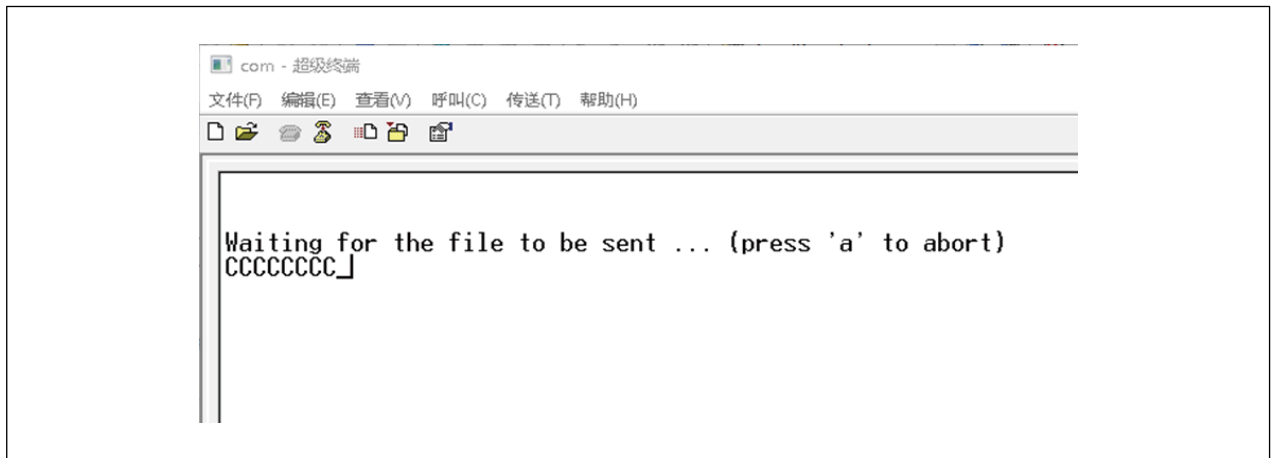 com - 超级终端
文件(F) 编辑(E) 查看(V) 呼叫(C) 传送(T) 帮助(H)
Waiting for the file to be sent ... (press 'a' to abort)
CCCCCCCC_